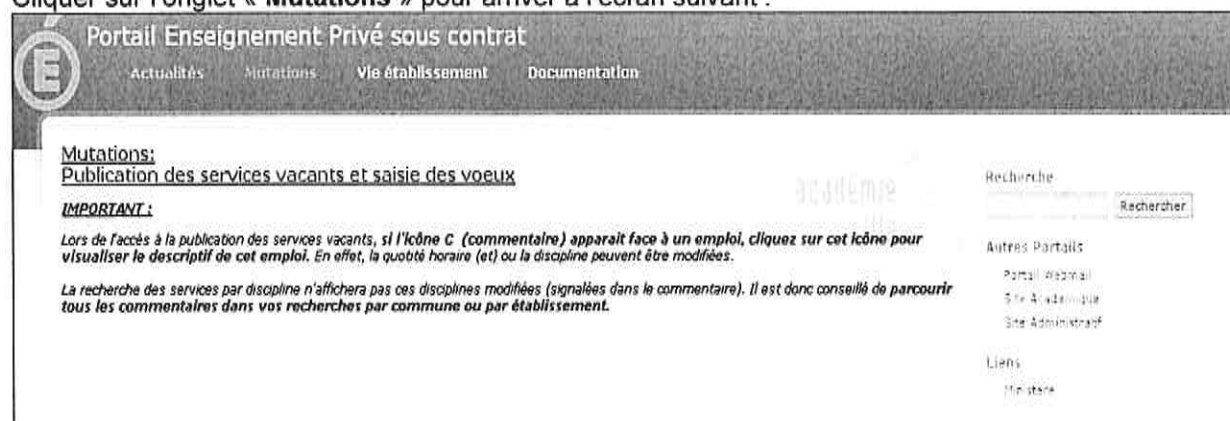 Cliquer sur l'onglet « Mutations » pour arriver à l'écran suivant :
Portail Enseignement Privé sous contrat
Actualités Mutations Vie établissement Documentation
Mutations:
Publication des services vacants et saisie des voeux
IMPORTANT :
Lors de l'accès à la publication des services vacants, si l'icône C (commentaire) apparait face à un emploi, cliquez sur cet icône pour
visualiser le descriptif de cet emploi. En effet, la quotité horaire (et) ou la discipline peuvent être modifiées.
La recherche des services par discipline n'affichera pas ces disciplines modifiées (signalées dans le commentaire). Il est donc conseillé de parcourir
tous les commentaires dans vos recherches par commune ou par établissement.
académie
Recherche
Rechercher
Autres Portails
Portail Webmail
Site Académique
Site Administratif
Liens
Ministère